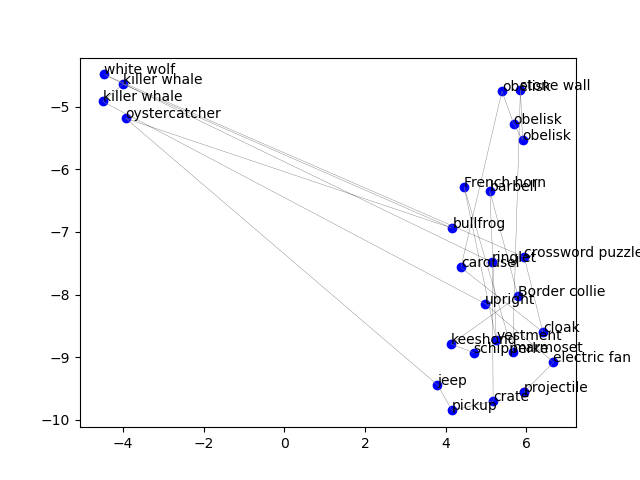 white wolf
killer whale
killer whale
oystercatcher
obelisk
stone wall
obelisk
obelisk
French horn
barbell
bullfrog
crossword puzzle
ringlet
carousel
Border collie
upright
cloak
vestment
keeshond
marmoset
schipperke
electric fan
jeep
projectile
crate
pickup
−5
−6
−7
−8
−9
−10
−4
−2
0
2
4
6